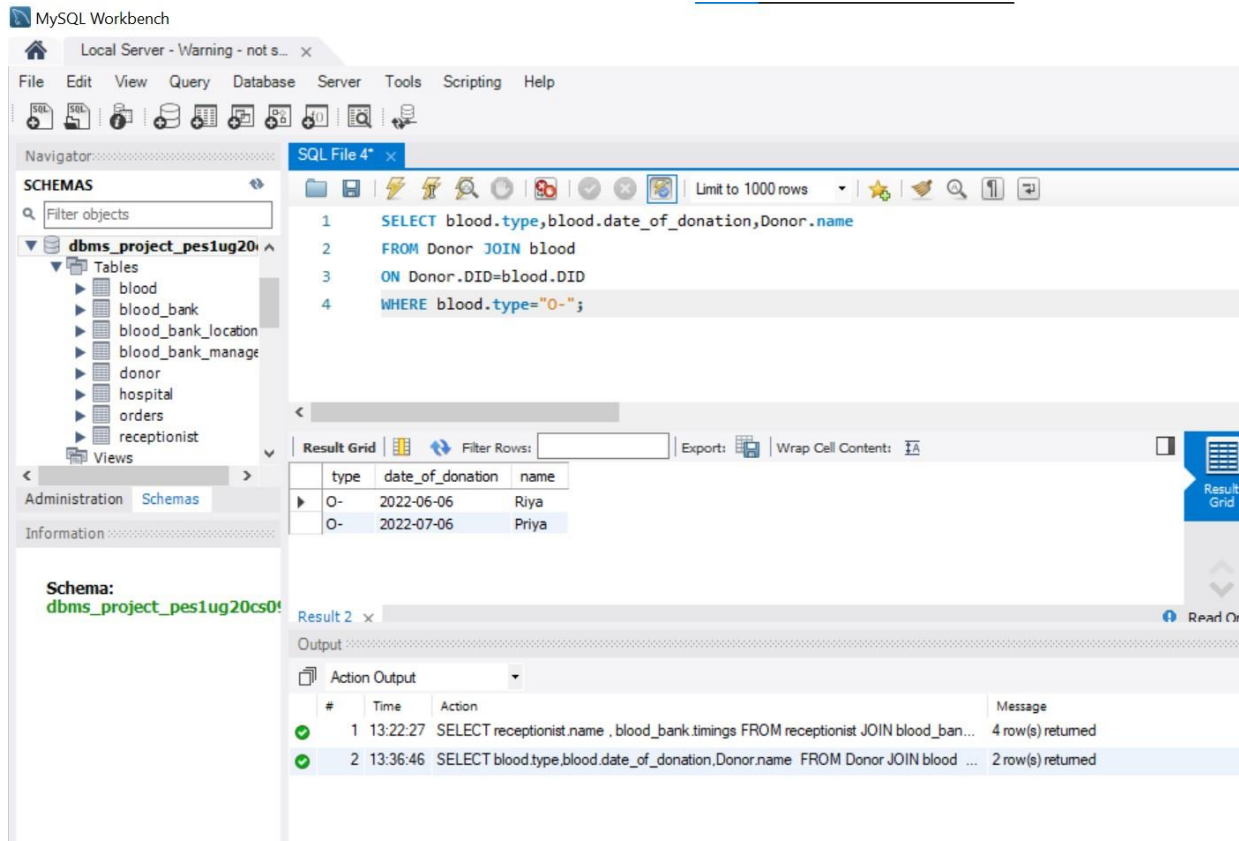 MySQL Workbench
Local Server - Warning - not s...
File Edit View Query Database Server Tools Scripting Help
Navigator
SCHEMAS
Filter objects
dbms_project_pes1ug20
Tables
blood
blood_bank
blood_bank_location
blood_bank_manage
donor
hospital
orders
receptionist
Views
Administration Schemas
Information
Schema:
dbms_project_pes1ug20cs09
SQL File 4*
Limit to 1000 rows
1 SELECT blood.type,blood.date_of_donation,Donor.name
2 FROM Donor JOIN blood
3 ON Donor.DID=blood.DID
4 WHERE blood.type="O-";
Result Grid Filter Rows: Export: Wrap Cell Content:
type date_of_donation name
O- 2022-06-06 Riya
O- 2022-07-06 Priya
Result
Grid
Result 2 Read On
Output
Action Output
# Time Action Message
1 13:22:27 SELECT receptionist.name , blood_bank.timings FROM receptionist JOIN blood_ban... 4 row(s) returned
2 13:36:46 SELECT blood.type,blood.date_of_donation,Donor.name FROM Donor JOIN blood ... 2 row(s) returned